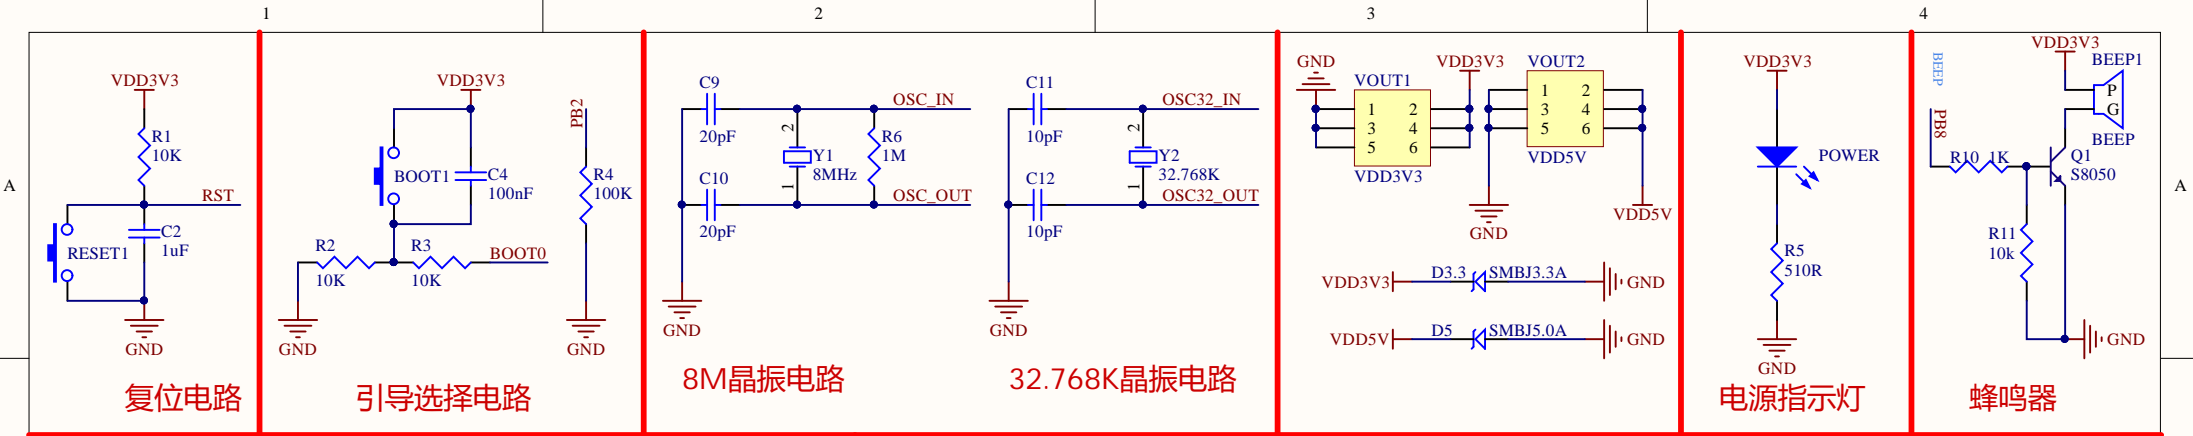 1
2
3
4
A
A
VDD3V3
R1
10K
RST
RESET1
C2
1uF
GND
复位电路
VDD3V3
BOOT1
C4
100nF
R2
10K
R3
10K
BOOT0
GND
PB2
R4
100K
GND
引导选择电路
C9
20pF
OSC_IN
2
Y1
8MHz
1
R6
1M
C10
20pF
OSC_OUT
GND
8M晶振电路
C11
10pF
OSC32_IN
2
Y2
32.768K
1
C12
10pF
OSC32_OUT
GND
32.768K晶振电路
GND
VOUT1
VDD3V3
1 2
3 4
5 6
VDD3V3
VOUT2
1 2
3 4
5 6
VDD5V
GND
VDD5V
VDD3V3 D3.3 SMBJ3.3A GND
VDD5V D5 SMBJ5.0A GND
VDD3V3
POWER
R5
510R
GND
电源指示灯
BEEP
PB8
VDD3V3
BEEP1
P
G
BEEP
R10 1K
Q1
S8050
R11
10k
GND
蜂鸣器